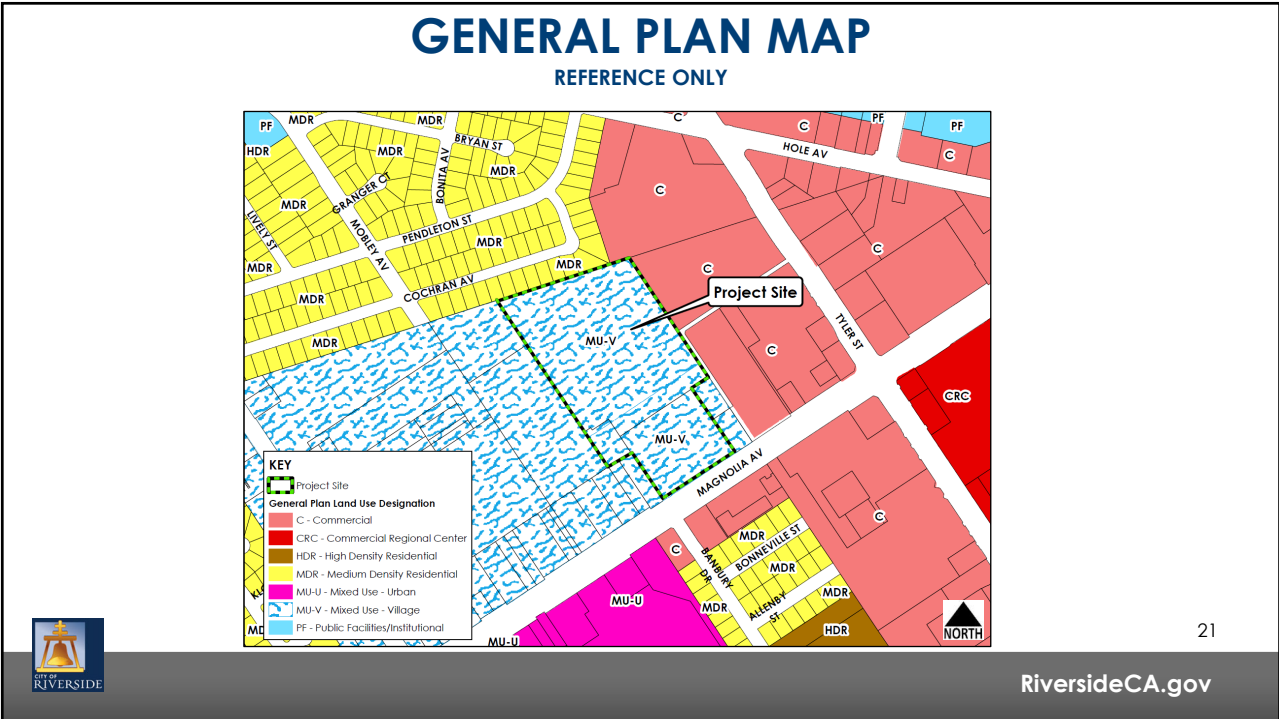 GENERAL PLAN MAP
REFERENCE ONLY
PF
MDR
MDR
C
C
PF
PF
HDR
MDR
BRYAN ST
HOLE AV
C
MDR
BONITA AV
GRANGER CT
MDR
C
LIVELY ST
MOBLEY AV
PENDLETON ST
MDR
C
MDR
MDR
C
COCHRAN AV
Project Site
MDR
TYLER ST
MDR
MU-V
C
CRC
MU-V
MAGNOLIA AV
KEY
Project Site
General Plan Land Use Designation
C - Commercial
CRC - Commercial Regional Center
HDR - High Density Residential
MDR - Medium Density Residential
MU-U - Mixed Use - Urban
MU-V - Mixed Use - Village
PF - Public Facilities/Institutional
C
MDR
BONNEVILLE ST
C
BANBURY DR
MDR
MU-U
MDR
ALLENBY ST
MDR
HDR
MU-U
NORTH
21
CITY OF
RIVERSIDE
RiversideCA.gov